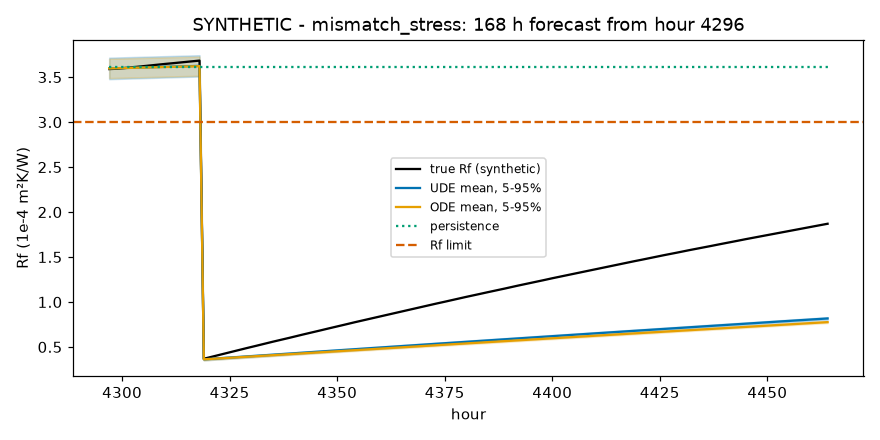 SYNTHETIC - mismatch_stress: 168 h forecast from hour 4296
Rf (1e-4 m²K/W)
3.5
3.0
2.5
2.0
1.5
1.0
0.5
true Rf (synthetic)
UDE mean, 5-95%
ODE mean, 5-95%
persistence
Rf limit
4300 4325 4350 4375 4400 4425 4450
hour